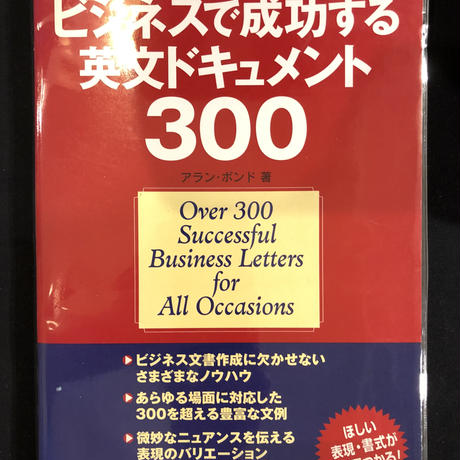 ビジネスで成功する
英文ドキュメント
300
アラン・ボンド 著
Over 300
Successful
Business Letters
for
All Occasions
ビジネス文書作成に欠かせない
さまざまなノウハウ
あらゆる場面に対応した
300を超える豊富な文例
微妙なニュアンスを伝える
表現のバリエーション
ほしい
表現・書式が